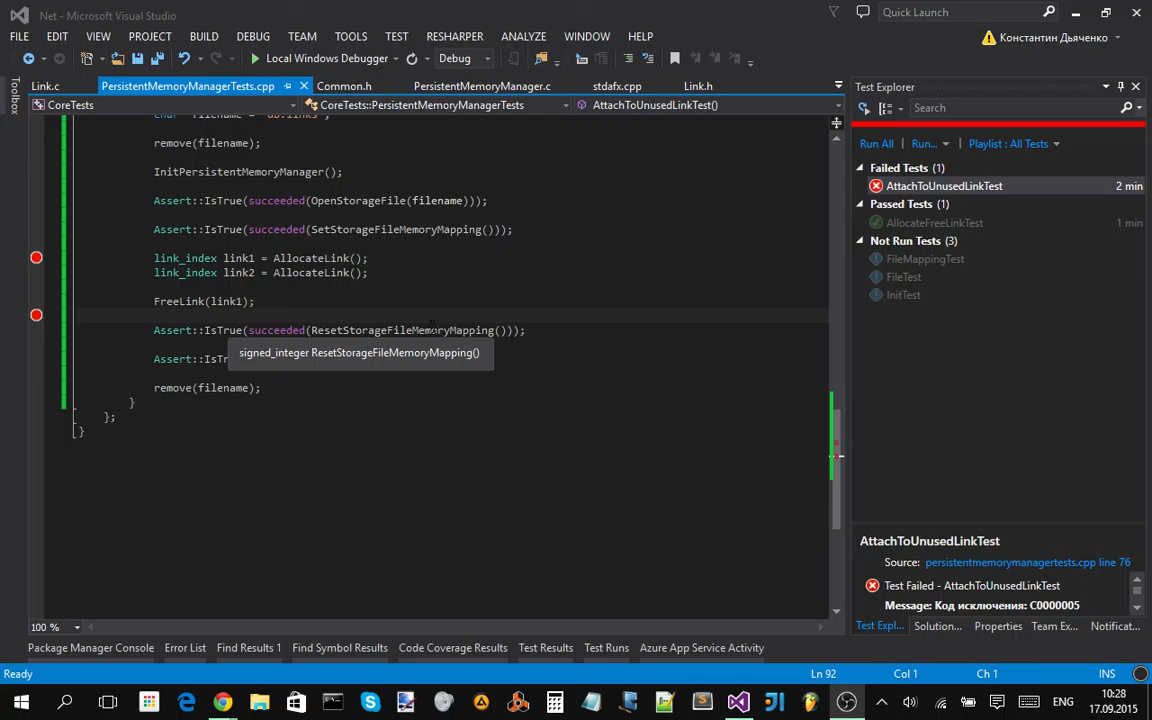 Net - Microsoft Visual Studio
Quick Launch
FILE EDIT VIEW PROJECT BUILD DEBUG TEAM TOOLS TEST RESHARPER ANALYZE WINDOW HELP
Константин Дьяченко
Local Windows Debugger
Debug
Toolbox
Link.c PersistentMemoryManagerTests.cpp Common.h PersistentMemoryManager.c stdafx.cpp Link.h
CoreTests CoreTests::PersistentMemoryManagerTests AttachToUnusedLinkTest()
remove(filename);
InitPersistentMemoryManager();
Assert::IsTrue(succeeded(OpenStorageFile(filename)));
Assert::IsTrue(succeeded(SetStorageFileMemoryMapping()));
link_index link1 = AllocateLink();
link_index link2 = AllocateLink();
FreeLink(link1);
Assert::IsTrue(succeeded(ResetStorageFileMemoryMapping()));
signed_integer ResetStorageFileMemoryMapping()
Assert::IsTr
remove(filename);
}
};
}
100 %
Test Explorer
Search
Run All Run... Playlist : All Tests
Failed Tests (1)
AttachToUnusedLinkTest 2 min
Passed Tests (1)
AllocateFreeLinkTest 1 min
Not Run Tests (3)
FileMappingTest
FileTest
InitTest
AttachToUnusedLinkTest
Source: persistentmemorymanagertests.cpp line 76
Test Failed - AttachToUnusedLinkTest
Message: Код исключения: C0000005
Test Expl... Solution... Properties Team Ex... Notificat...
Package Manager Console Error List Find Results 1 Find Symbol Results Code Coverage Results Test Results Test Runs Azure App Service Activity
Ready Ln 92 Col 1 Ch 1 INS
ENG
10:28
17.09.2015